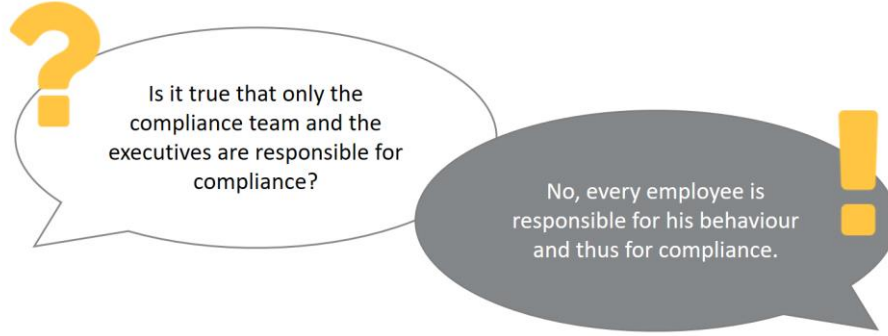 ?
Is it true that only the
compliance team and the
executives are responsible for
compliance?
!
No, every employee is
responsible for his behaviour
and thus for compliance.